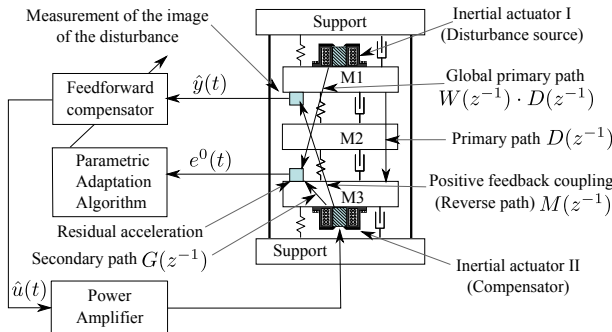 Measurement of the image
of the disturbance
Support
Inertial actuator I
(Disturbance source)
M1
Feedforward
compensator
ŷ(t)
Global primary path
W(z⁻¹) · D(z⁻¹)
M2
Primary path D(z⁻¹)
Parametric
Adaptation
Algorithm
e⁰(t)
Positive feedback coupling
(Reverse path) M(z⁻¹)
M3
Residual acceleration
Secondary path G(z⁻¹)
Support
Inertial actuator II
(Compensator)
û(t)
Power
Amplifier